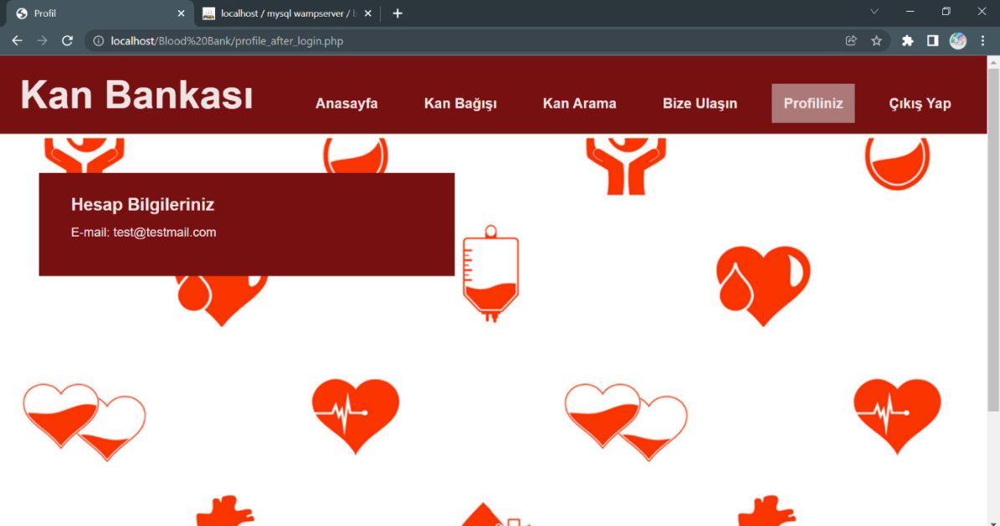 Profil
localhost / mysql wampserver / b
localhost/Blood%20Bank/profile_after_login.php
Kan Bankası
Anasayfa
Kan Bağışı
Kan Arama
Bize Ulaşın
Profiliniz
Çıkış Yap
Hesap Bilgileriniz
E-mail: test@testmail.com